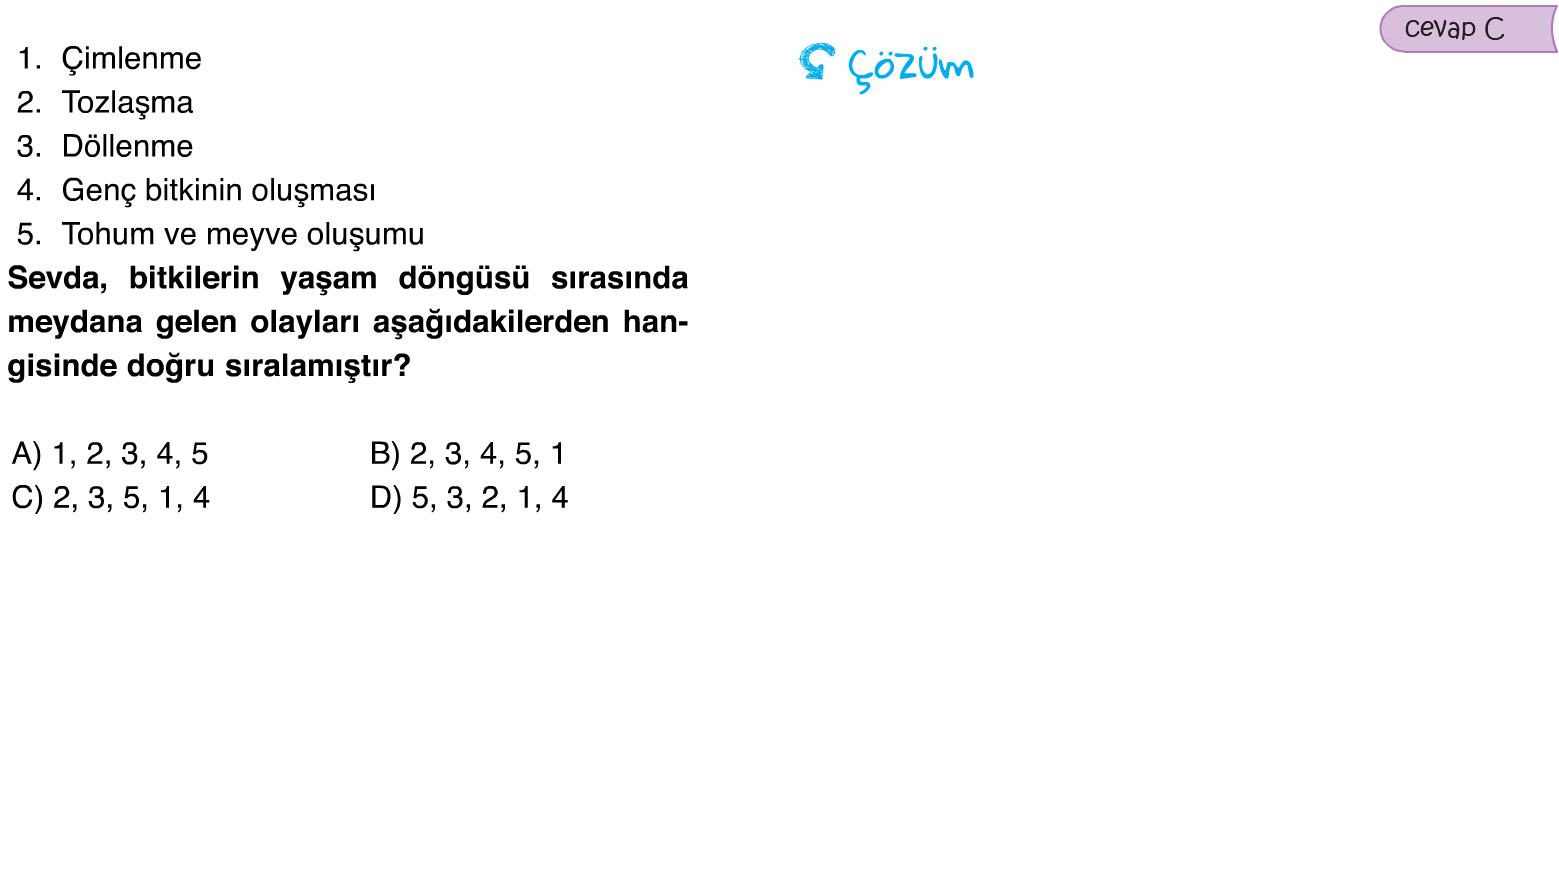 1. Çimlenme
2. Tozlaşma
3. Döllenme
4. Genç bitkinin oluşması
5. Tohum ve meyve oluşumu
Sevda, bitkilerin yaşam döngüsü sırasında
meydana gelen olayları aşağıdakilerden han-
gisinde doğru sıralamıştır?
A) 1, 2, 3, 4, 5
B) 2, 3, 4, 5, 1
C) 2, 3, 5, 1, 4
D) 5, 3, 2, 1, 4
Çözüm
cevap C